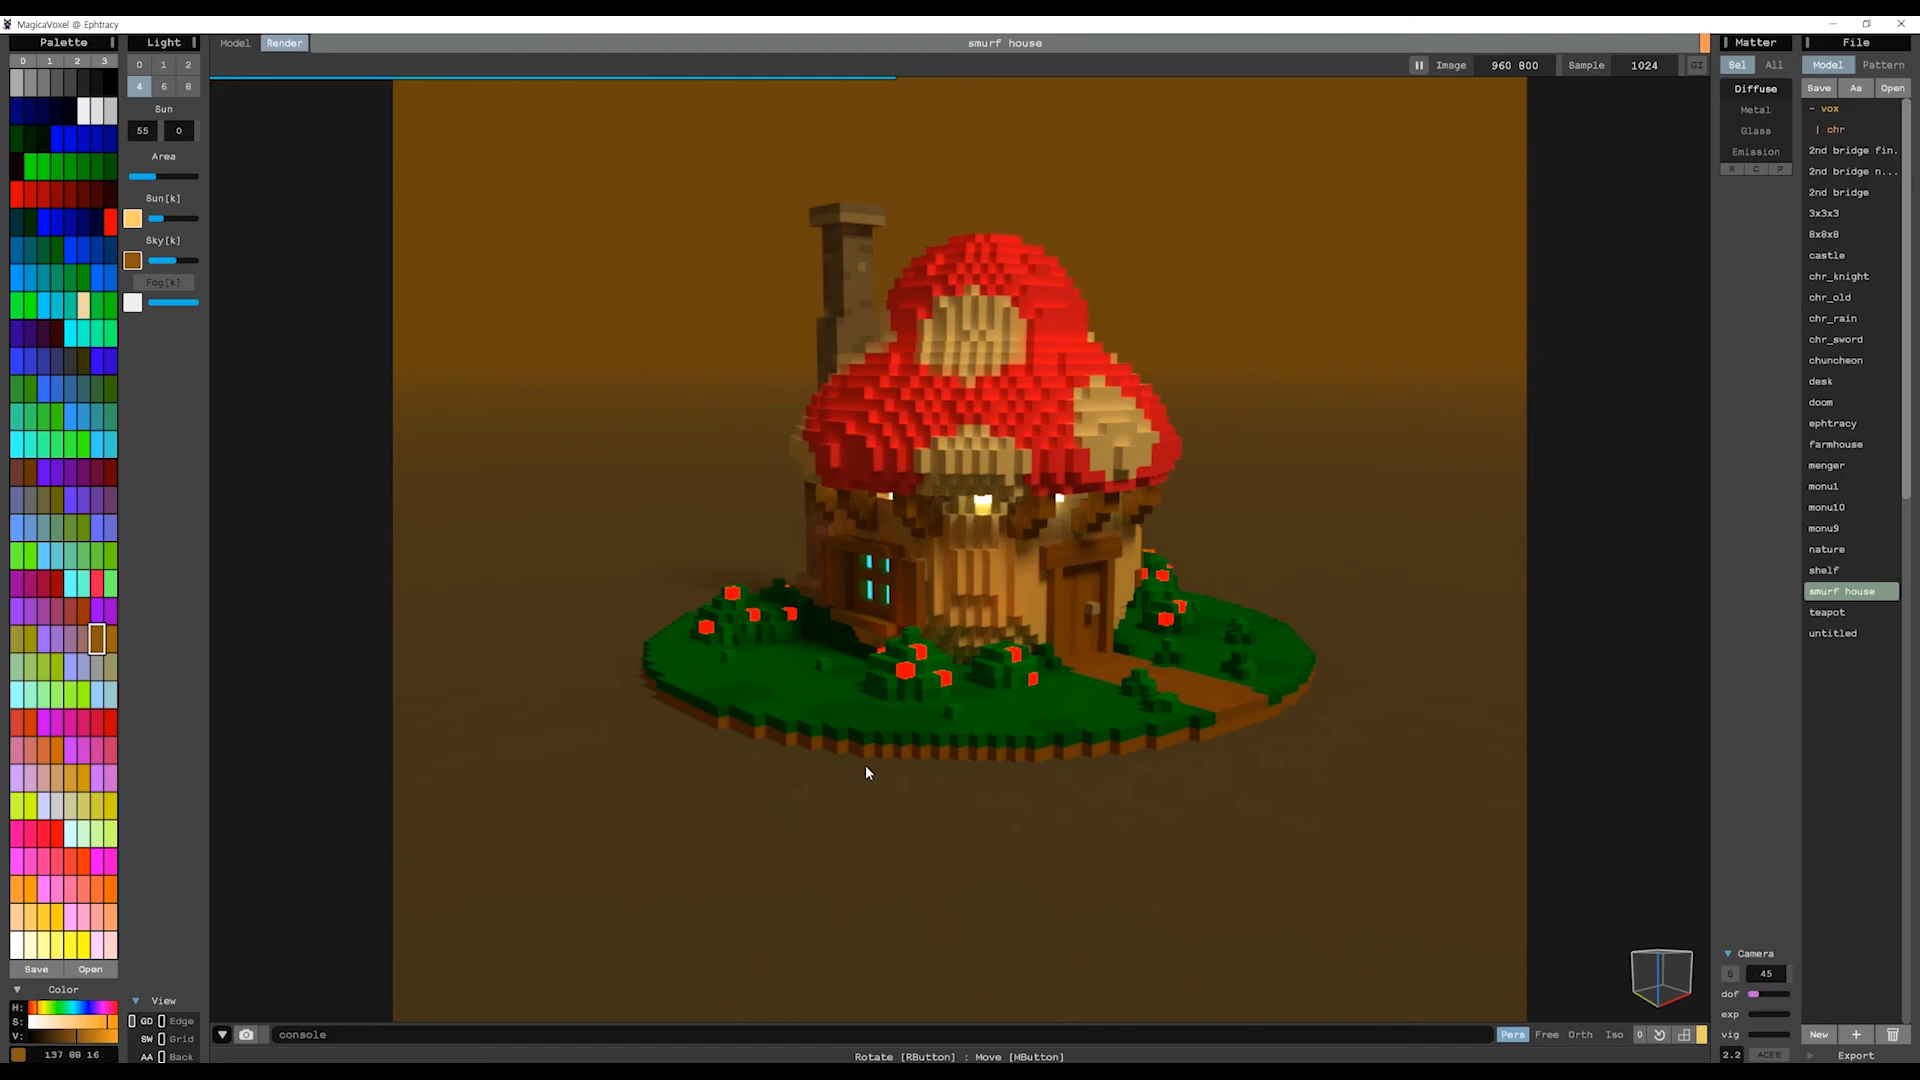 MagicaVoxel @ Ephtracy
Palette
Light
Model
Render
smurf house
Matter
File
0 1 2 3
0 1 2
4 6 8
Image
960 800
Sample
1024
GI
Sel
All
Model
Pattern
Save
As
Open
Diffuse
Metal
Glass
Emission
R C P
Sun
55
0
Area
Sun[k]
Sky[k]
Fog[k]
- vox
| chr
2nd bridge fin.
2nd bridge n...
2nd bridge
3x3x3
8x8x8
castle
chr_knight
chr_old
chr_rain
chr_sword
chuncheon
desk
doom
ephtracy
farmhouse
menger
monu1
monu10
monu9
nature
shelf
smurf house
teapot
untitled
Save
Open
Color
H:
S:
V:
137 88 16
View
GD
Edge
SW
Grid
AA
Back
console
Pers
Free
Orth
Iso
0
Rotate [RButton] : Move [MButton]
Camera
S
45
dof
exp
vig
2.2
ACES
New
+
Export